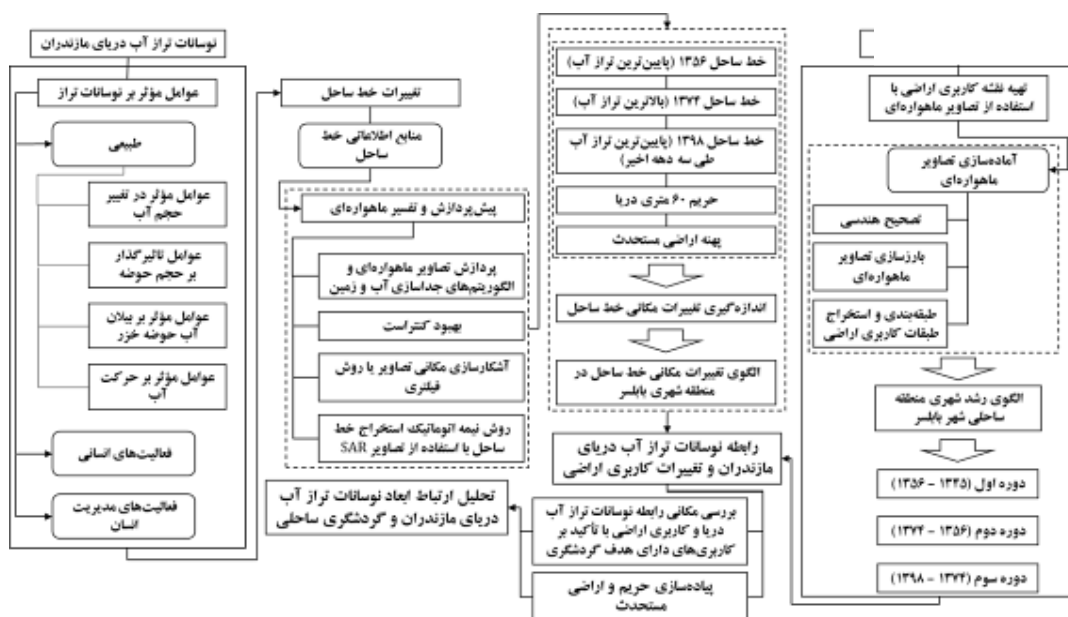 نوسانات تراز آب دریای مازندران
عوامل مؤثر بر نوسانات تراز
طبیعی
عوامل مؤثر در تغییر
حجم آب
عوامل تاثیرگذار
بر حجم حوضه
عوامل مؤثر بر بیلان
آب حوضه خزر
عوامل مؤثر بر حرکت
آب
فعالیت‌های انسانی
فعالیت‌های مدیریت
انسان
تغییرات خط ساحل
منابع اطلاعاتی خط
ساحل
پیش‌پردازش و تفسیر ماهواره‌ای
پردازش تصاویر ماهواره‌ای و
الگوریتم‌های جداسازی آب و زمین
بهبود کنتراست
آشکارسازی مکانی تصاویر با روش
فیلتری
روش نیمه اتوماتیک استخراج خط
ساحل با استفاده از تصاویر SAR
خط ساحل ۱۳۵۶ (پایین‌ترین تراز آب)
خط ساحل ۱۳۷۴ (بالاترین تراز آب)
خط ساحل ۱۳۹۸ (پایین‌ترین تراز آب
طی سه دهه اخیر)
حریم ۶۰ متری دریا
پهنه اراضی مستحدث
اندازه‌گیری تغییرات مکانی خط ساحل
الگوی تغییرات مکانی خط ساحل در
منطقه شهری بابلسر
تهیه نقشه کاربری اراضی با
استفاده از تصاویر ماهواره‌ای
آماده‌سازی تصاویر
ماهواره‌ای
تصحیح هندسی
بارزسازی تصاویر
ماهواره‌ای
طبقه‌بندی و استخراج
طبقات کاربری اراضی
الگوی رشد شهری منطقه
ساحلی شهر بابلسر
دوره اول (۱۳۴۵ - ۱۳۵۶)
دوره دوم (۱۳۵۶ - ۱۳۷۴)
دوره سوم (۱۳۷۴ - ۱۳۹۸)
رابطه نوسانات تراز آب دریای
مازندران و تغییرات کاربری اراضی
بررسی مکانی رابطه نوسانات تراز آب
دریا و کاربری اراضی با تأکید بر
کاربری‌های دارای هدف گردشگری
پیاده‌سازی حریم و اراضی
مستحدث
تحلیل ارتباط ابعاد نوسانات تراز آب
دریای مازندران و گردشگری ساحلی